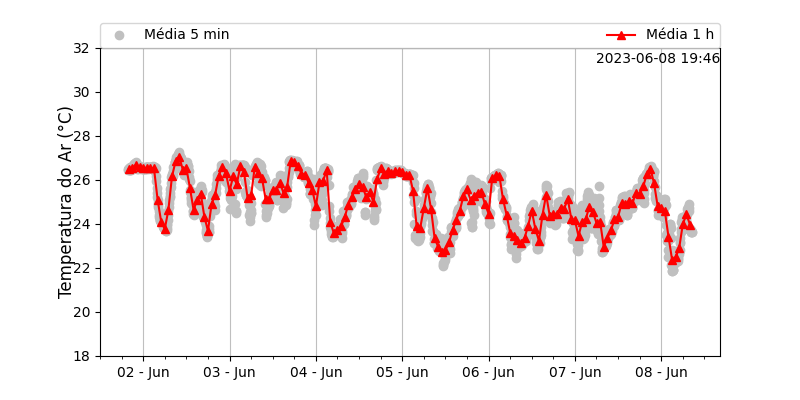 Média 5 min
Média 1 h
2023-06-08 19:46
Temperatura do Ar (°C)
32
30
28
26
24
22
20
18
02 - Jun
03 - Jun
04 - Jun
05 - Jun
06 - Jun
07 - Jun
08 - Jun